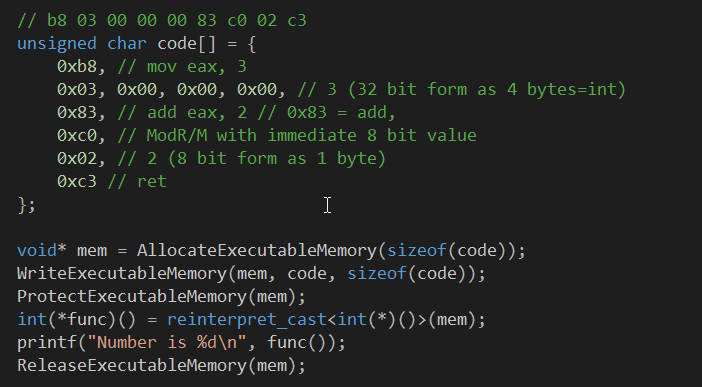 // b8 03 00 00 00 83 c0 02 c3
unsigned char code[] = {
    0xb8, // mov eax, 3
    0x03, 0x00, 0x00, 0x00, // 3 (32 bit form as 4 bytes=int)
    0x83, // add eax, 2 // 0x83 = add,
    0xc0, // ModR/M with immediate 8 bit value
    0x02, // 2 (8 bit form as 1 byte)
    0xc3 // ret
};

void* mem = AllocateExecutableMemory(sizeof(code));
WriteExecutableMemory(mem, code, sizeof(code));
ProtectExecutableMemory(mem);
int(*func)() = reinterpret_cast<int(*)()>(mem);
printf("Number is %d\n", func());
ReleaseExecutableMemory(mem);